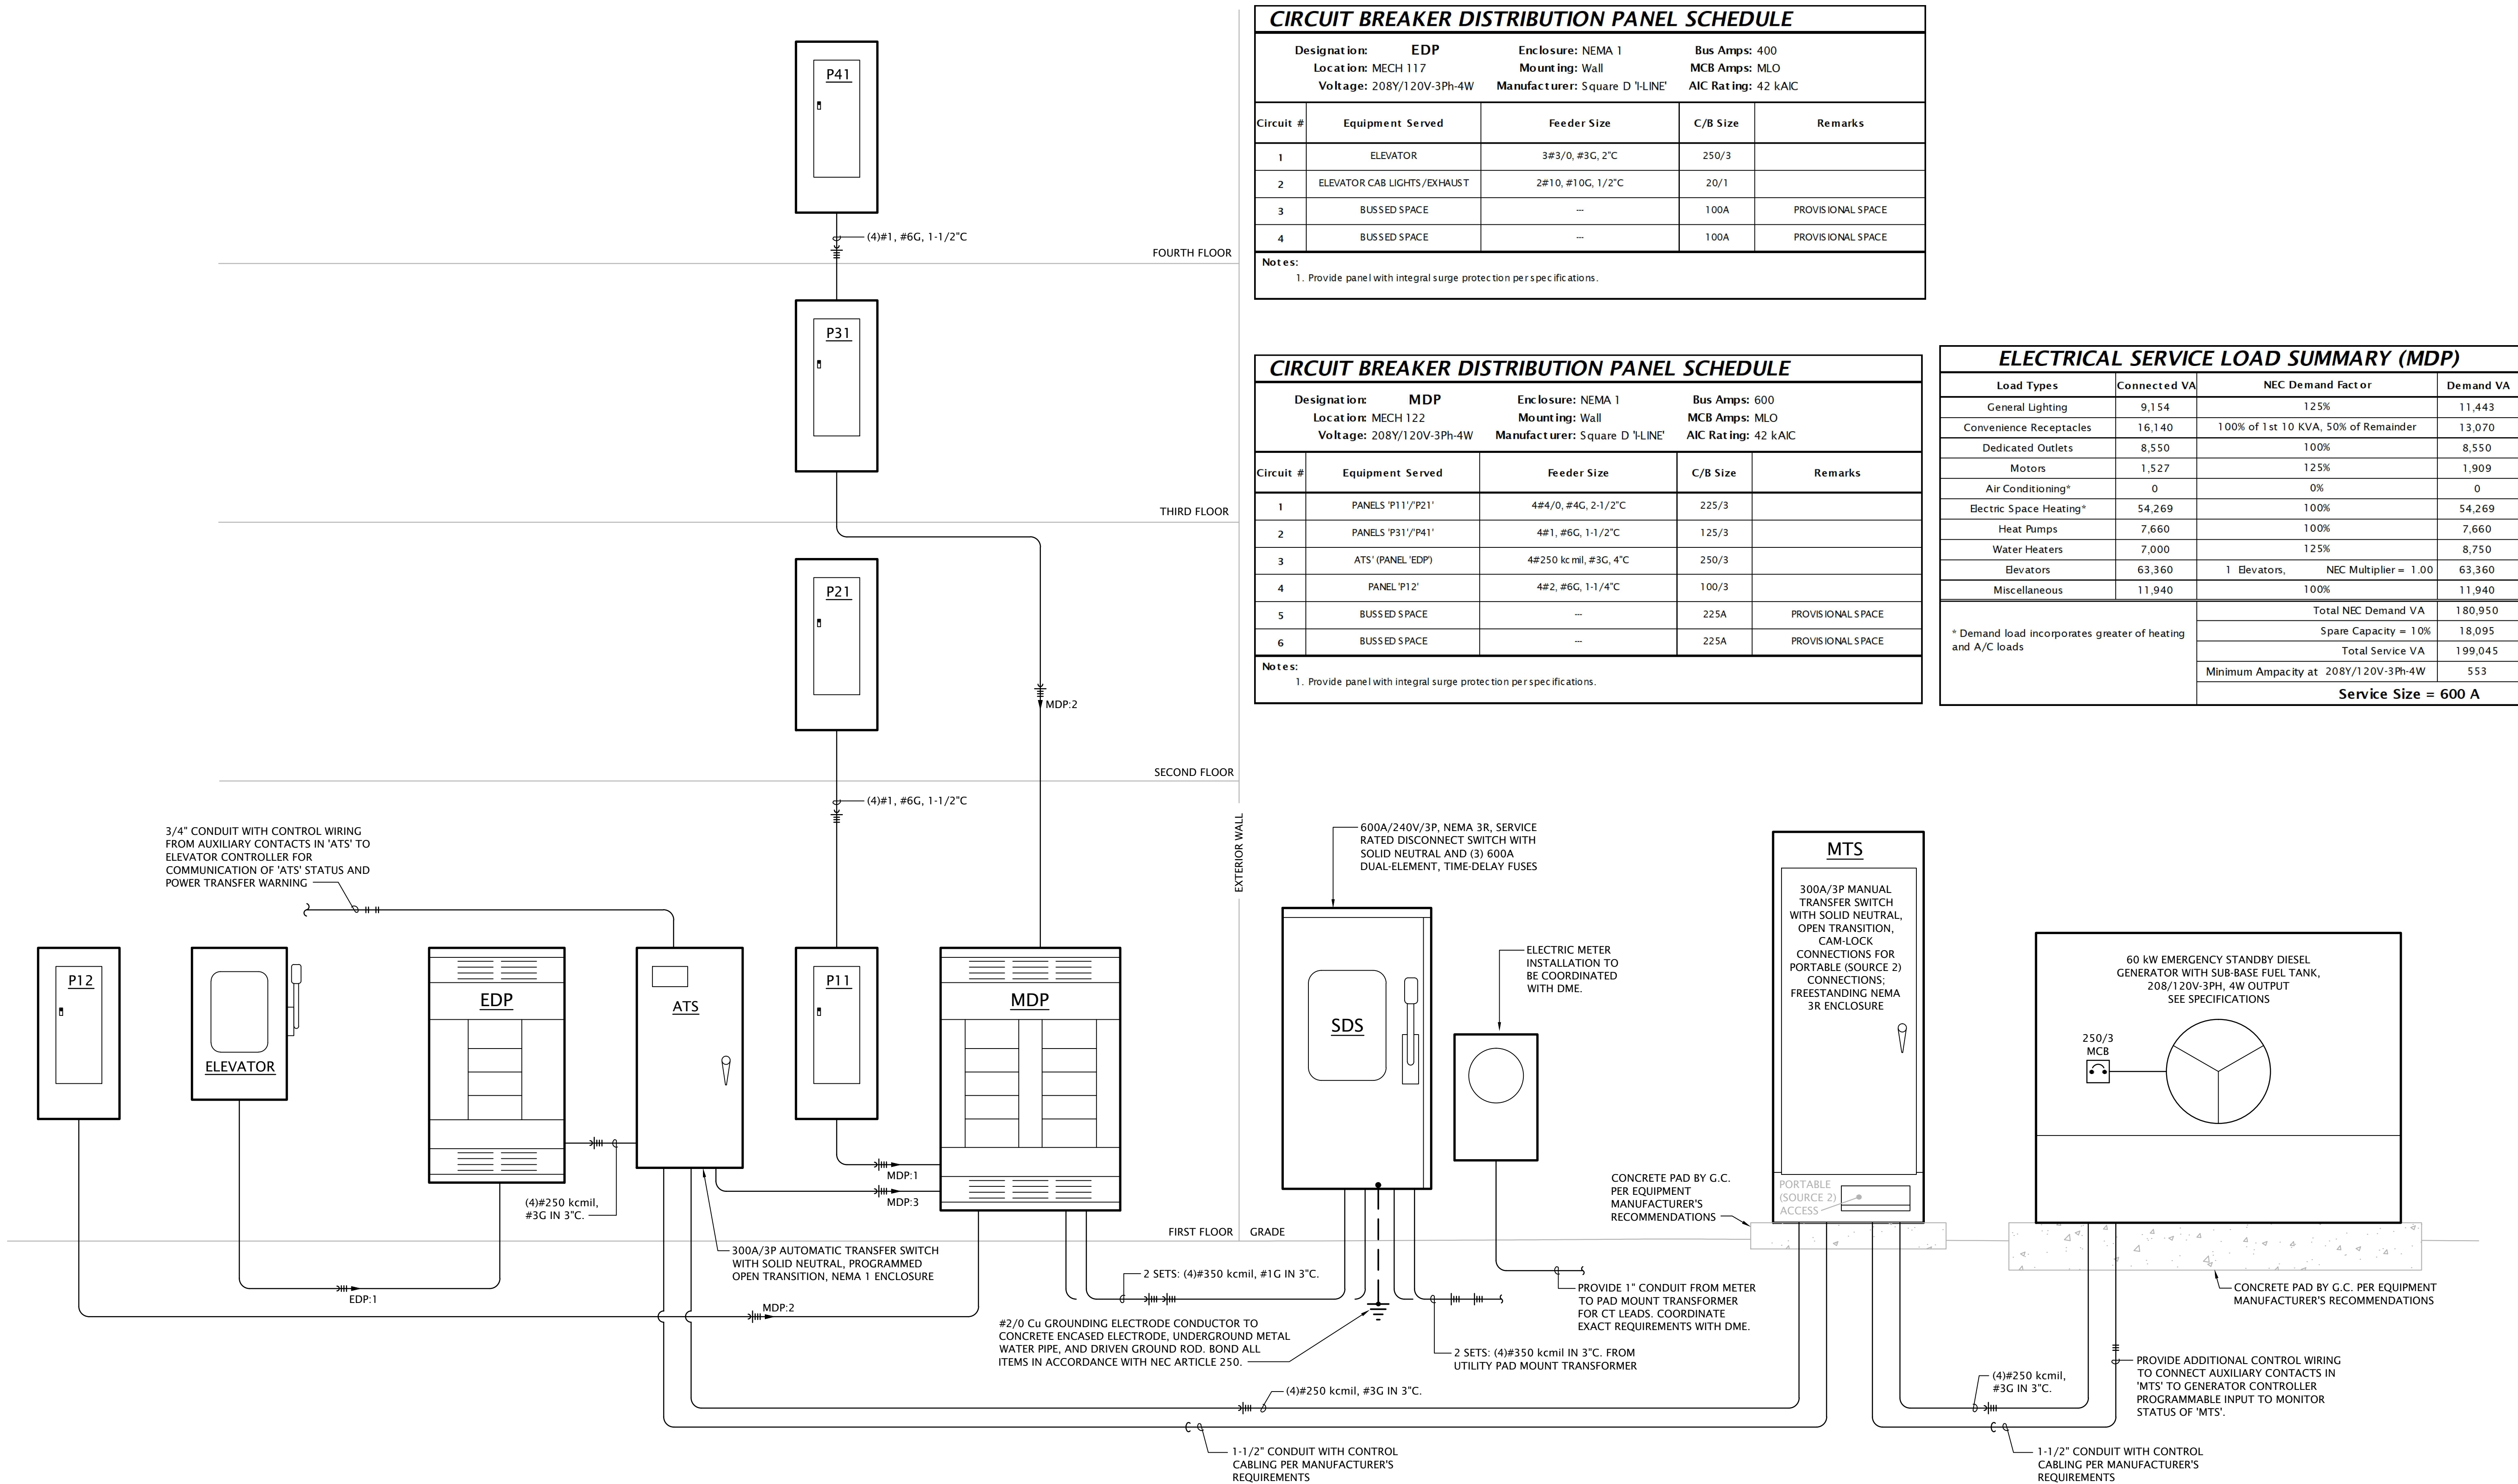 CIRCUIT BREAKER DISTRIBUTION PANEL SCHEDULE
Designation: EDP Enclosure: NEMA 1 Bus Amps: 400
Location: MECH 117 Mounting: Wall MCB Amps: MLO
Voltage: 208Y/120V-3Ph-4W Manufacturer: Square D 'I-LINE' AIC Rating: 42 kAIC
Circuit # Equipment Served Feeder Size C/B Size Remarks
1 ELEVATOR 3#3/0, #3G, 2"C 250/3
2 ELEVATOR CAB LIGHTS/EXHAUST 2#10, #10G, 1/2"C 20/1
3 BUSSED SPACE --- 100A PROVISIONAL SPACE
4 BUSSED SPACE --- 100A PROVISIONAL SPACE
Notes:
1. Provide panel with integral surge protection per specifications.
CIRCUIT BREAKER DISTRIBUTION PANEL SCHEDULE
Designation: MDP Enclosure: NEMA 1 Bus Amps: 600
Location: MECH 122 Mounting: Wall MCB Amps: MLO
Voltage: 208Y/120V-3Ph-4W Manufacturer: Square D 'I-LINE' AIC Rating: 42 kAIC
Circuit # Equipment Served Feeder Size C/B Size Remarks
1 PANELS 'P11'/'P21' 4#4/0, #4G, 2-1/2"C 225/3
2 PANELS 'P31'/'P41' 4#1, #6G, 1-1/2"C 125/3
3 ATS' (PANEL 'EDP') 4#250 kcmil, #3G, 4"C 250/3
4 PANEL 'P12' 4#2, #6G, 1-1/4"C 100/3
5 BUSSED SPACE --- 225A PROVISIONAL SPACE
6 BUSSED SPACE --- 225A PROVISIONAL SPACE
Notes:
1. Provide panel with integral surge protection per specifications.
ELECTRICAL SERVICE LOAD SUMMARY (MDP)
Load Types Connected VA NEC Demand Factor Demand VA
General Lighting 9,154 125% 11,443
Convenience Receptacles 16,140 100% of 1st 10 KVA, 50% of Remainder 13,070
Dedicated Outlets 8,550 100% 8,550
Motors 1,527 125% 1,909
Air Conditioning* 0 0% 0
Electric Space Heating* 54,269 100% 54,269
Heat Pumps 7,660 100% 7,660
Water Heaters 7,000 125% 8,750
Elevators 63,360 1 Elevators, NEC Multiplier = 1.00 63,360
Miscellaneous 11,940 100% 11,940
* Demand load incorporates greater of heating
and A/C loads
Total NEC Demand VA 180,950
Spare Capacity = 10% 18,095
Total Service VA 199,045
Minimum Ampacity at 208Y/120V-3Ph-4W 553
Service Size = 600 A
P41
(4)#1, #6G, 1-1/2"C
FOURTH FLOOR
P31
THIRD FLOOR
P21
MDP:2
SECOND FLOOR
(4)#1, #6G, 1-1/2"C
EXTERIOR WALL
3/4" CONDUIT WITH CONTROL WIRING
FROM AUXILIARY CONTACTS IN 'ATS' TO
ELEVATOR CONTROLLER FOR
COMMUNICATION OF 'ATS' STATUS AND
POWER TRANSFER WARNING
P12
ELEVATOR
EDP
ATS
P11
MDP
(4)#250 kcmil,
#3G IN 3"C.
MDP:1
MDP:3
FIRST FLOOR
GRADE
300A/3P AUTOMATIC TRANSFER SWITCH
WITH SOLID NEUTRAL, PROGRAMMED
OPEN TRANSITION, NEMA 1 ENCLOSURE
EDP:1
MDP:2
600A/240V/3P, NEMA 3R, SERVICE
RATED DISCONNECT SWITCH WITH
SOLID NEUTRAL AND (3) 600A
DUAL-ELEMENT, TIME-DELAY FUSES
SDS
ELECTRIC METER
INSTALLATION TO
BE COORDINATED
WITH DME.
2 SETS: (4)#350 kcmil, #1G IN 3"C.
#2/0 Cu GROUNDING ELECTRODE CONDUCTOR TO
CONCRETE ENCASED ELECTRODE, UNDERGROUND METAL
WATER PIPE, AND DRIVEN GROUND ROD. BOND ALL
ITEMS IN ACCORDANCE WITH NEC ARTICLE 250.
PROVIDE 1" CONDUIT FROM METER
TO PAD MOUNT TRANSFORMER
FOR CT LEADS. COORDINATE
EXACT REQUIREMENTS WITH DME.
2 SETS: (4)#350 kcmil IN 3"C. FROM
UTILITY PAD MOUNT TRANSFORMER
(4)#250 kcmil, #3G IN 3"C.
1-1/2" CONDUIT WITH CONTROL
CABLING PER MANUFACTURER'S
REQUIREMENTS
MTS
300A/3P MANUAL
TRANSFER SWITCH
WITH SOLID NEUTRAL,
OPEN TRANSITION,
CAM-LOCK
CONNECTIONS FOR
PORTABLE (SOURCE 2)
CONNECTIONS;
FREESTANDING NEMA
3R ENCLOSURE
PORTABLE
(SOURCE 2)
ACCESS
CONCRETE PAD BY G.C.
PER EQUIPMENT
MANUFACTURER'S
RECOMMENDATIONS
60 kW EMERGENCY STANDBY DIESEL
GENERATOR WITH SUB-BASE FUEL TANK,
208/120V-3PH, 4W OUTPUT
SEE SPECIFICATIONS
250/3
MCB
CONCRETE PAD BY G.C. PER EQUIPMENT
MANUFACTURER'S RECOMMENDATIONS
(4)#250 kcmil,
#3G IN 3"C.
PROVIDE ADDITIONAL CONTROL WIRING
TO CONNECT AUXILIARY CONTACTS IN
'MTS' TO GENERATOR CONTROLLER
PROGRAMMABLE INPUT TO MONITOR
STATUS OF 'MTS'.
1-1/2" CONDUIT WITH CONTROL
CABLING PER MANUFACTURER'S
REQUIREMENTS